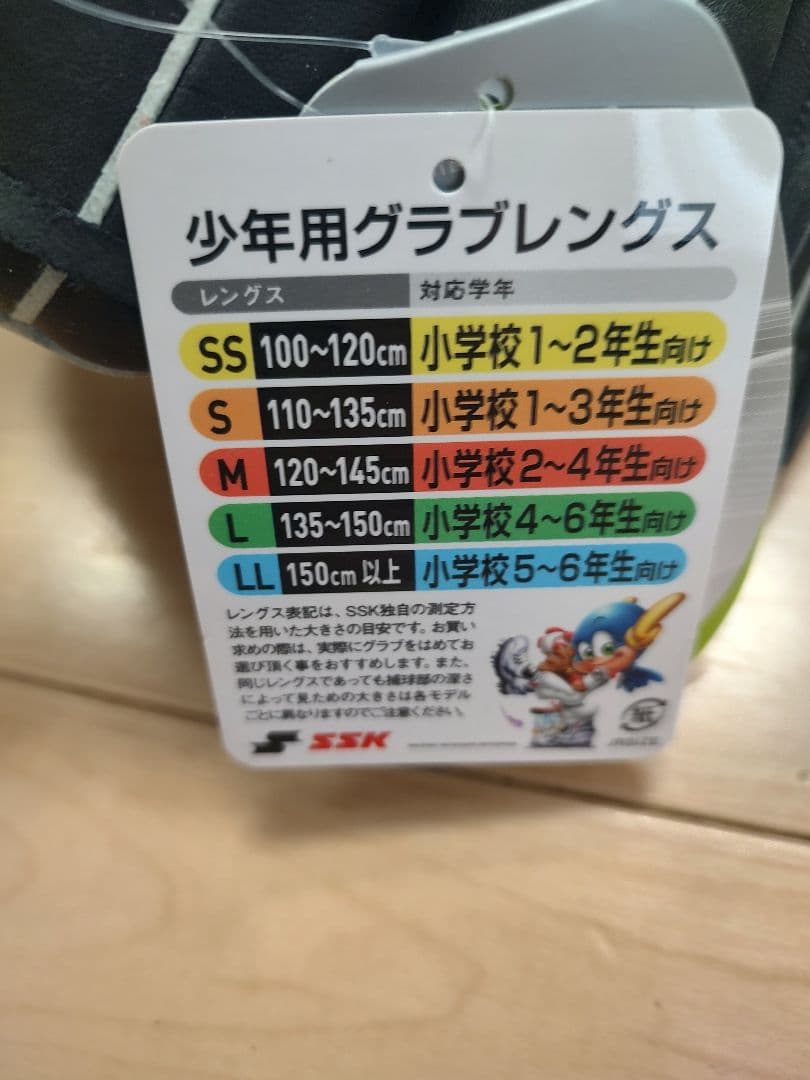 少年用グラブレングス
レングス 対応学年
SS 100~120cm 小学校1~2年生向け
S 110~135cm 小学校1~3年生向け
M 120~145cm 小学校2~4年生向け
L 135~150cm 小学校4~6年生向け
LL 150cm以上 小学校5~6年生向け
レングス表記は、SSK独自の測定方
法を用いた大きさの目安です。お買い
求めの際は、実際にグラブをはめてお
選び頂く事をおすすめします。また、
同じレングスであっても捕球部の深さ
によって見ための大きさは各モデル
ごとに異なりますのでご注意ください。
紙
SSK